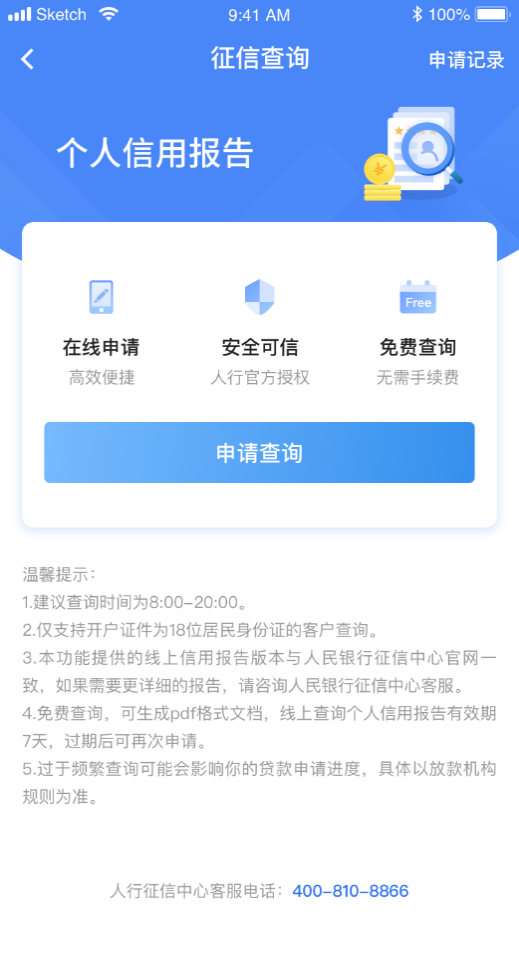 Sketch 9:41 AM 100%
征信查询 申请记录
个人信用报告
Free
在线申请 安全可信 免费查询
高效便捷 人行官方授权 无需手续费
申请查询
温馨提示：
1.建议查询时间为8:00-20:00。
2.仅支持开户证件为18位居民身份证的客户查询。
3.本功能提供的线上信用报告版本与人民银行征信中心官网一
致，如果需要更详细的报告，请咨询人民银行征信中心客服。
4.免费查询，可生成pdf格式文档，线上查询个人信用报告有效期
7天，过期后可再次申请。
5.过于频繁查询可能会影响你的贷款申请进度，具体以放款机构
规则为准。
人行征信中心客服电话：400-810-8866